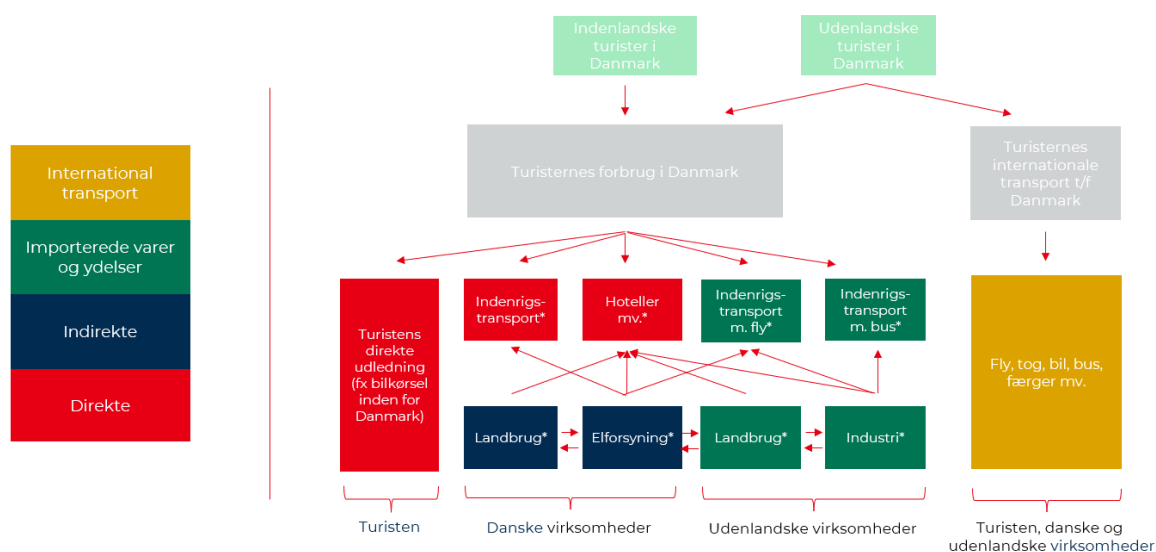 Indenlandske
turister i
Danmark
Udenlandske
turister i
Danmark
International
transport
Importerede varer
og ydelser
Indirekte
Direkte
Turisternes forbrug i Danmark
Turisternes
internationale
transport t/f
Danmark
Turistens
direkte
udledning
(fx bilkørsel
inden for
Danmark)
Indenrigs-
transport*
Hoteller
mv.*
Indenrigs-
transport
m. fly*
Indenrigs-
transport
m. bus*
Fly, tog, bil, bus,
færger mv.
Landbrug*
Elforsyning*
Landbrug*
Industri*
Turisten
Danske virksomheder
Udenlandske virksomheder
Turisten, danske og
udenlandske virksomheder